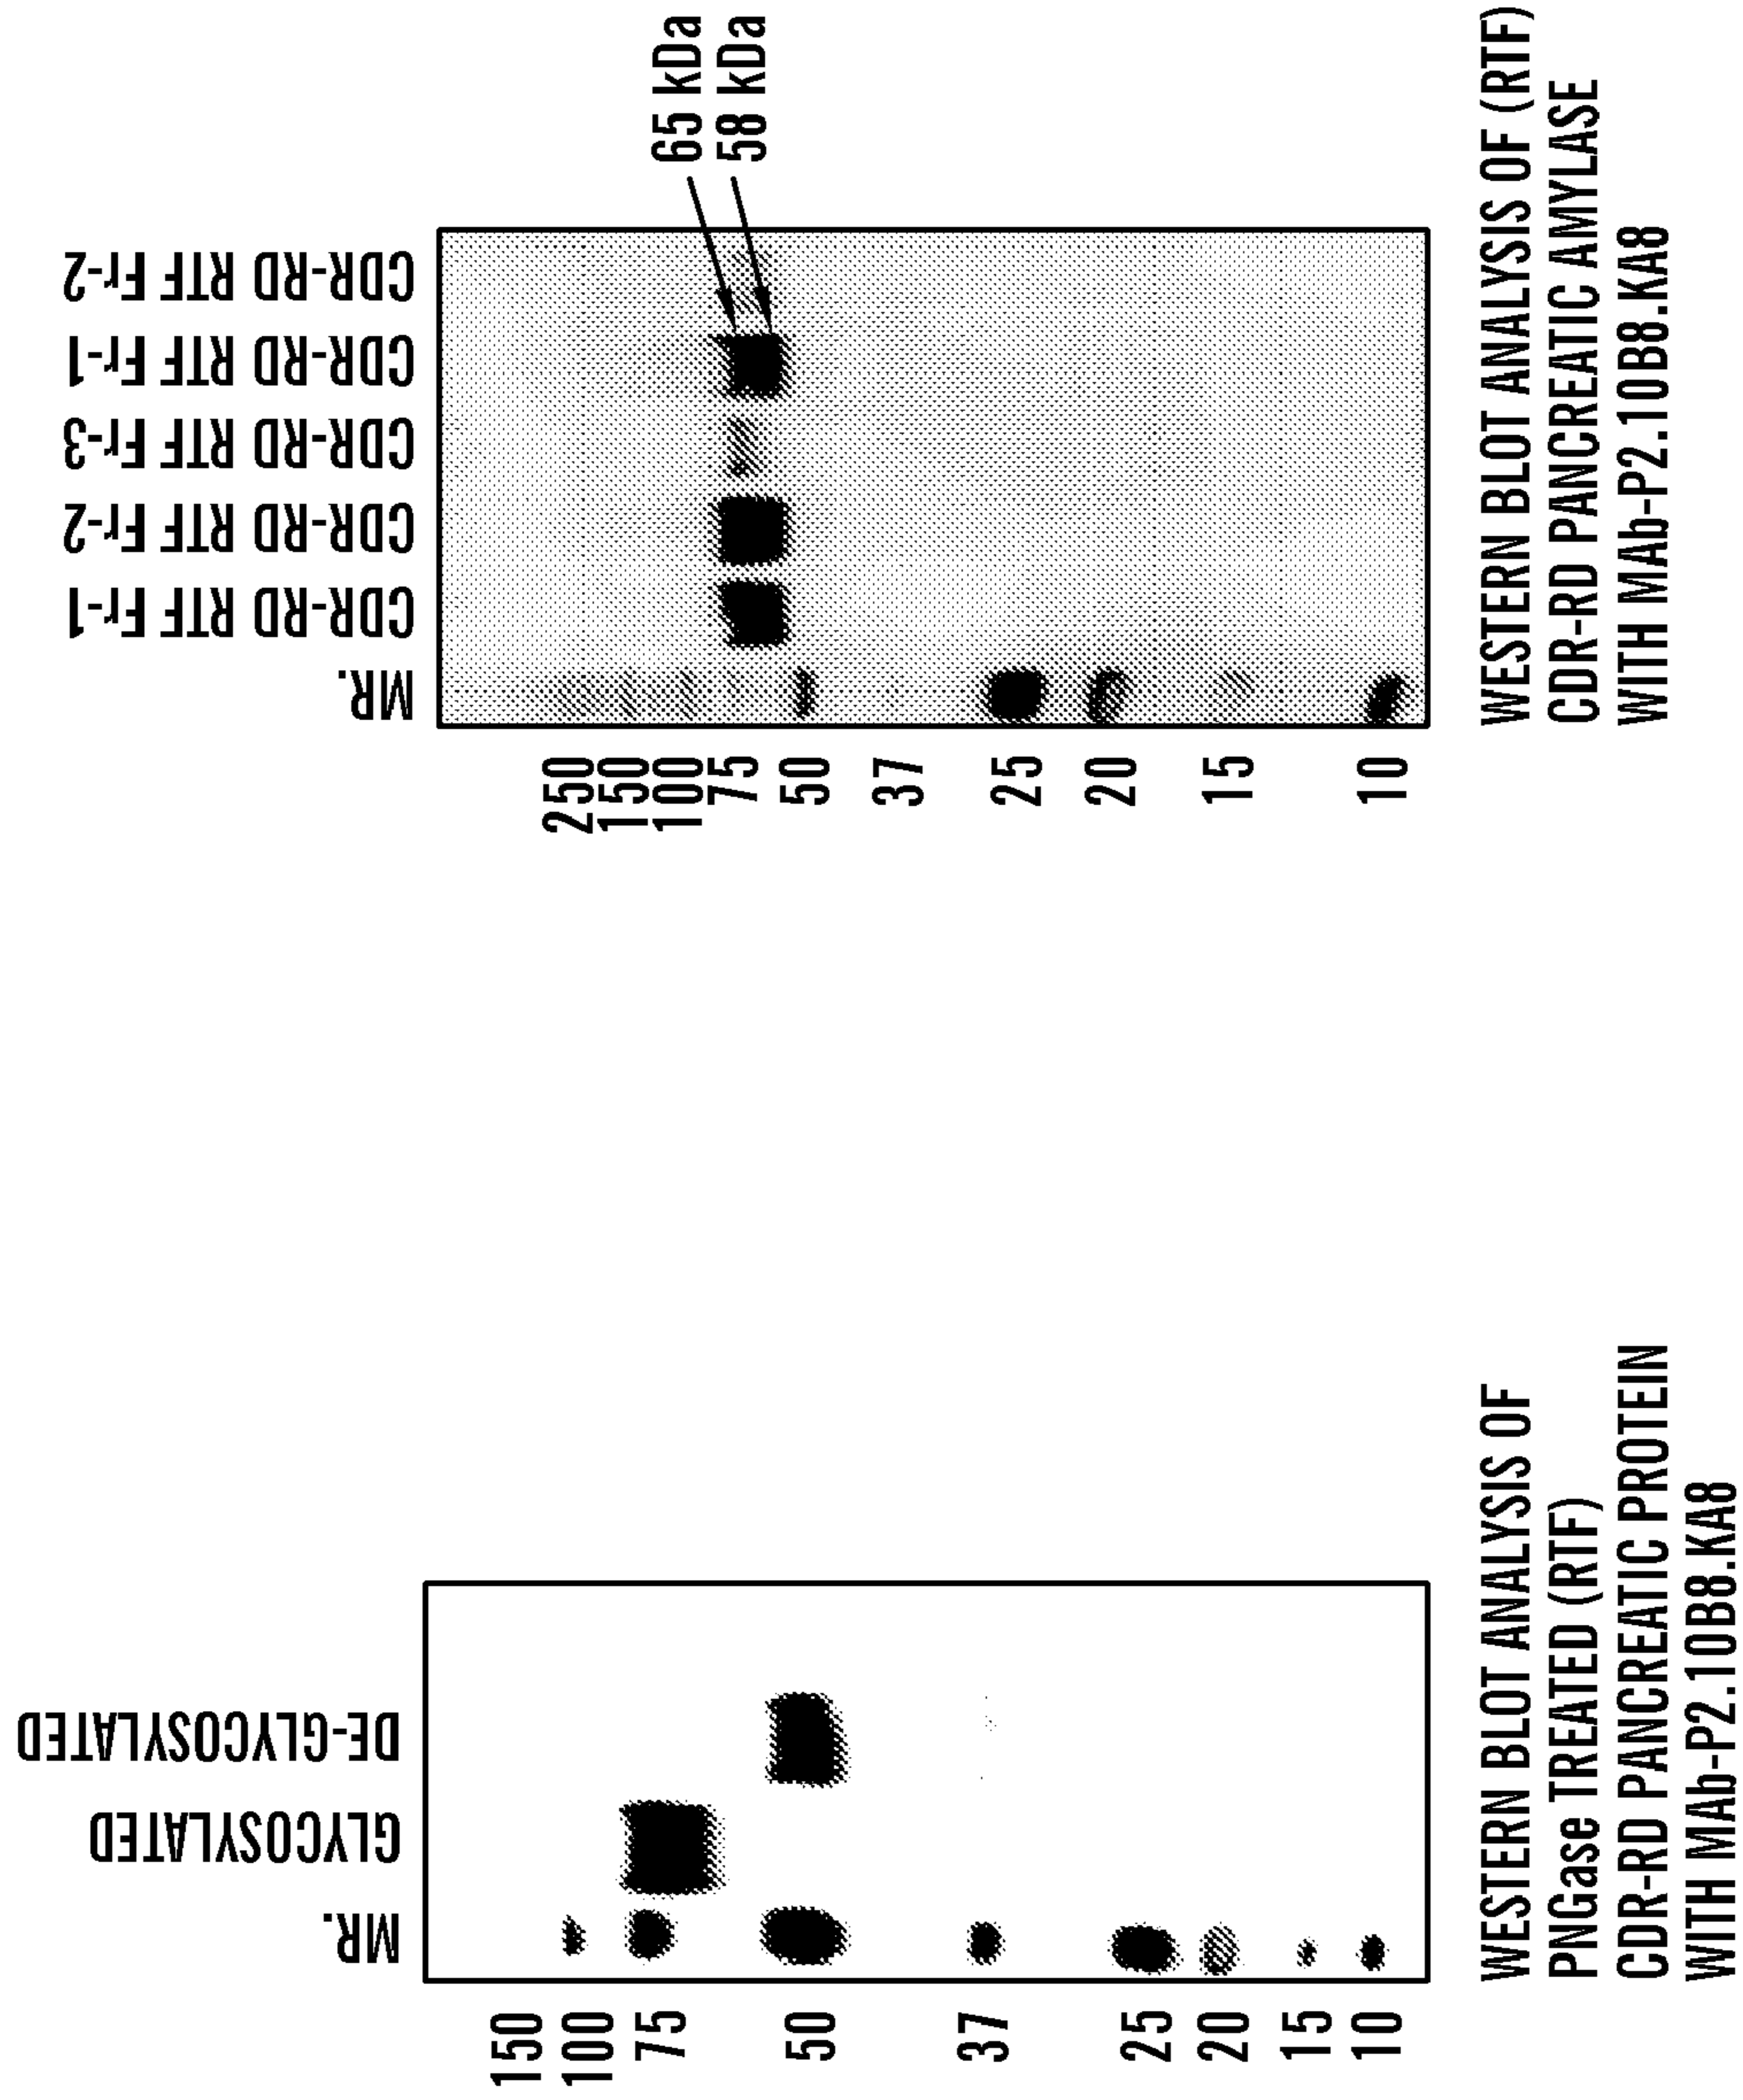 MR.
GLYCOSYLATED
DE-GLYCOSYLATED
150
100
75
50
37
25
20
15
10
WESTERN BLOT ANALYSIS OF
PNGase TREATED (RTF)
CDR-RD PANCREATIC PROTEIN
WITH MAb-P2.10B8.KA8
MR.
CDR-RD RTF Fr-1
CDR-RD RTF Fr-2
CDR-RD RTF Fr-3
CDR-RD RTF Fr-1
CDR-RD RTF Fr-2
250
150
100
75
50
37
25
20
15
10
65 kDa
58 kDa
WESTERN BLOT ANALYSIS OF (RTF)
CDR-RD PANCREATIC AMYLASE
WITH MAb-P2.10B8.KA8